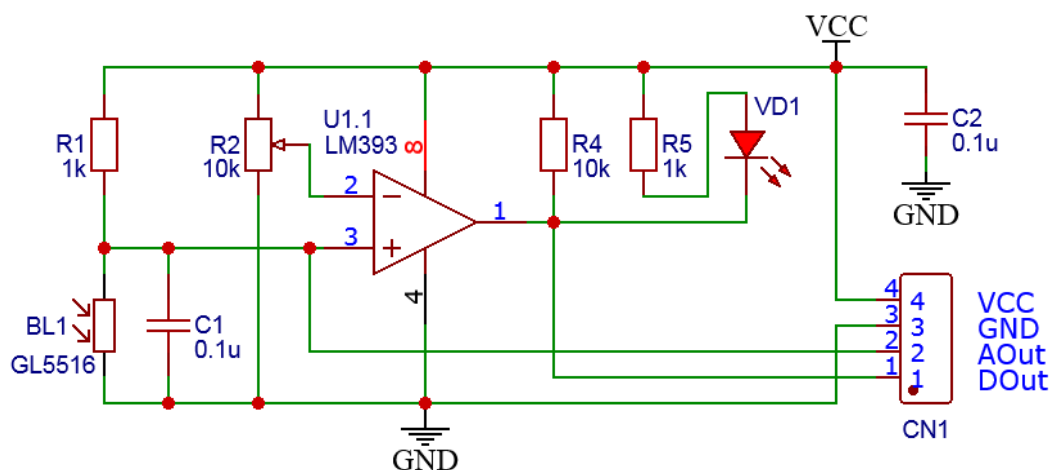 VCC
R1
1k
R2
10k
U1.1
LM393
8
2
3
1
4
R4
10k
R5
1k
VD1
C2
0.1u
GND
BL1
GL5516
C1
0.1u
GND
4 4 VCC
3 3 GND
2 2 AOut
1 1 DOut
CN1